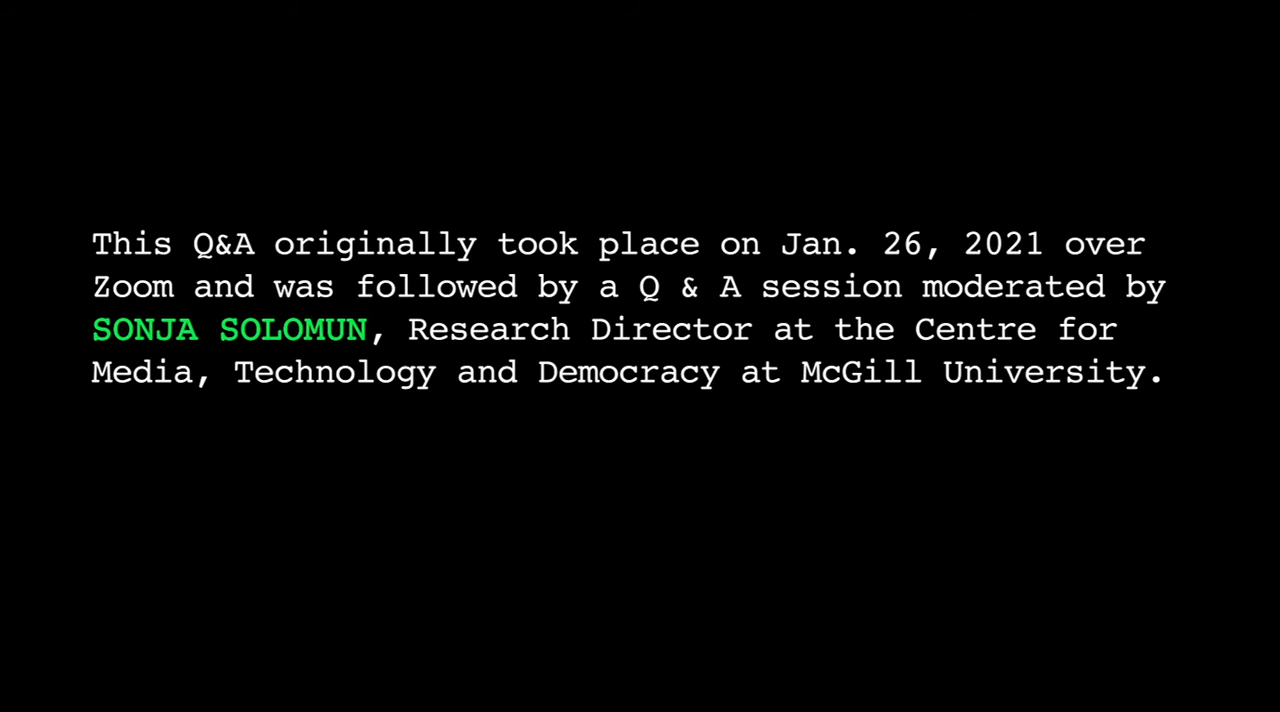 This Q&A originally took place on Jan. 26, 2021 over
Zoom and was followed by a Q & A session moderated by
SONJA SOLOMUN, Research Director at the Centre for
Media, Technology and Democracy at McGill University.